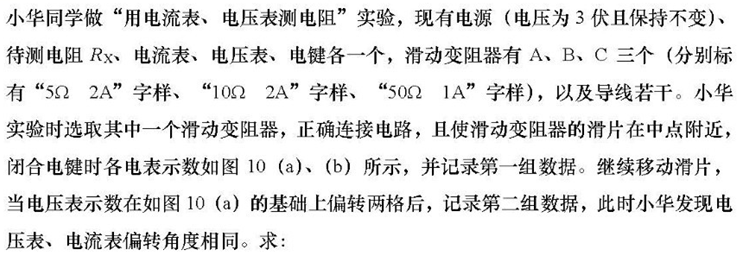 小华同学做“用电流表、电压表测电阻”实验，现有电源（电压为 3 伏且保持不变）、
待测电阻 RX、电流表、电压表、电键各一个，滑动变阻器有 A、B、C 三个（分别标
有“5Ω 2A”字样、“10Ω 2A”字样、“50Ω 1A”字样），以及导线若干。小华
实验时选取其中一个滑动变阻器，正确连接电路，且使滑动变阻器的滑片在中点附近，
闭合电键时各电表示数如图 10（a）、（b）所示，并记录第一组数据。继续移动滑片，
当电压表示数在如图 10（a）的基础上偏转两格后，记录第二组数据，此时小华发现电
压表、电流表偏转角度相同。求：